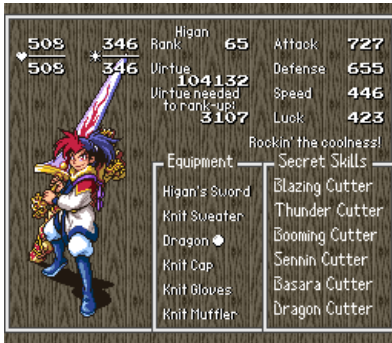 Higan
508 346 Rank 65 Attack 727
508 346 Virtue 104132 Defense 655
Virtue needed to rank-up: 3107 Speed 446
Luck 423
Rockin' the coolness!
Equipment
Higan's Sword
Knit Sweater
Dragon
Knit Cap
Knit Gloves
Knit Muffler
Secret Skills
Blazing Cutter
Thunder Cutter
Booming Cutter
Sennin Cutter
Basara Cutter
Dragon Cutter